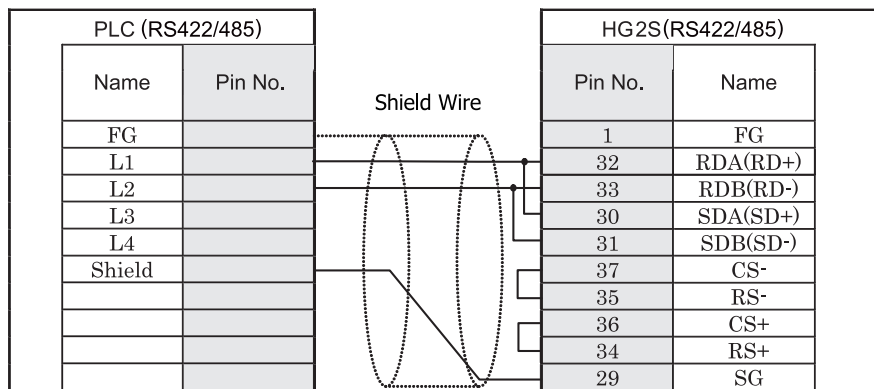 PLC (RS422/485) HG2S(RS422/485)
Name Pin No. Shield Wire Pin No. Name
FG 1 FG
L1 32 RDA(RD+)
L2 33 RDB(RD-)
L3 30 SDA(SD+)
L4 31 SDB(SD-)
Shield 37 CS-
35 RS-
36 CS+
34 RS+
29 SG